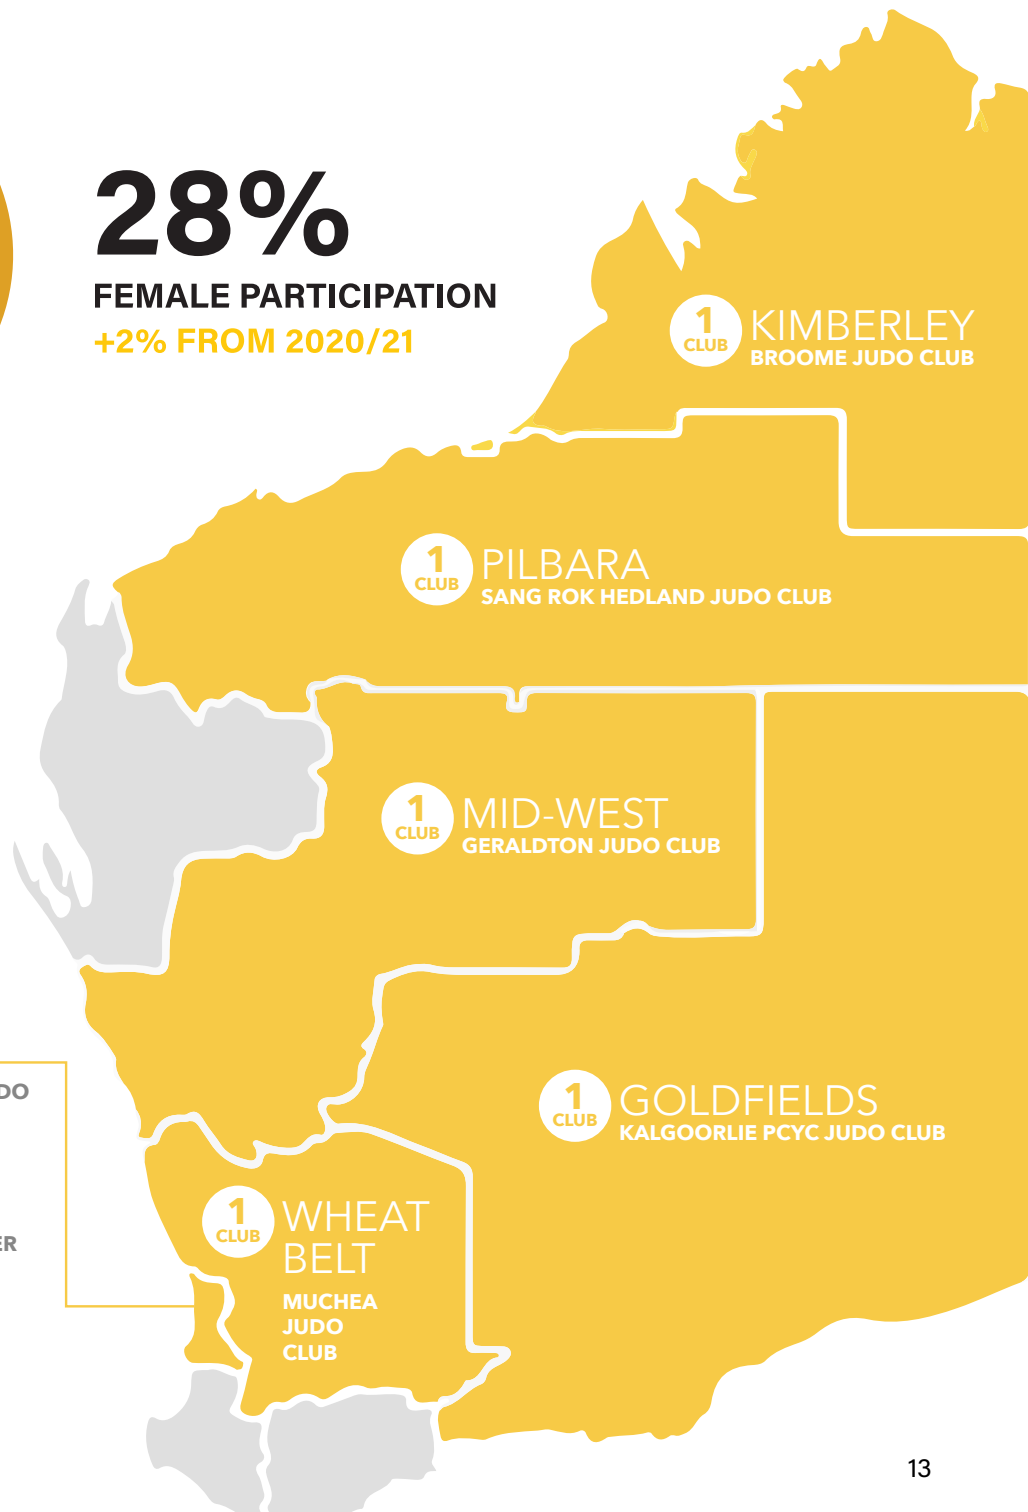 28%
FEMALE PARTICIPATION
+2% FROM 2020/21
1
CLUB
KIMBERLEY
BROOME JUDO CLUB
1
CLUB
PILBARA
SANG ROK HEDLAND JUDO CLUB
1
CLUB
MID-WEST
GERALDTON JUDO CLUB
1
CLUB
GOLDFIELDS
KALGOORLIE PCYC JUDO CLUB
1
CLUB
WHEAT
BELT
MUCHEA
JUDO
CLUB
13